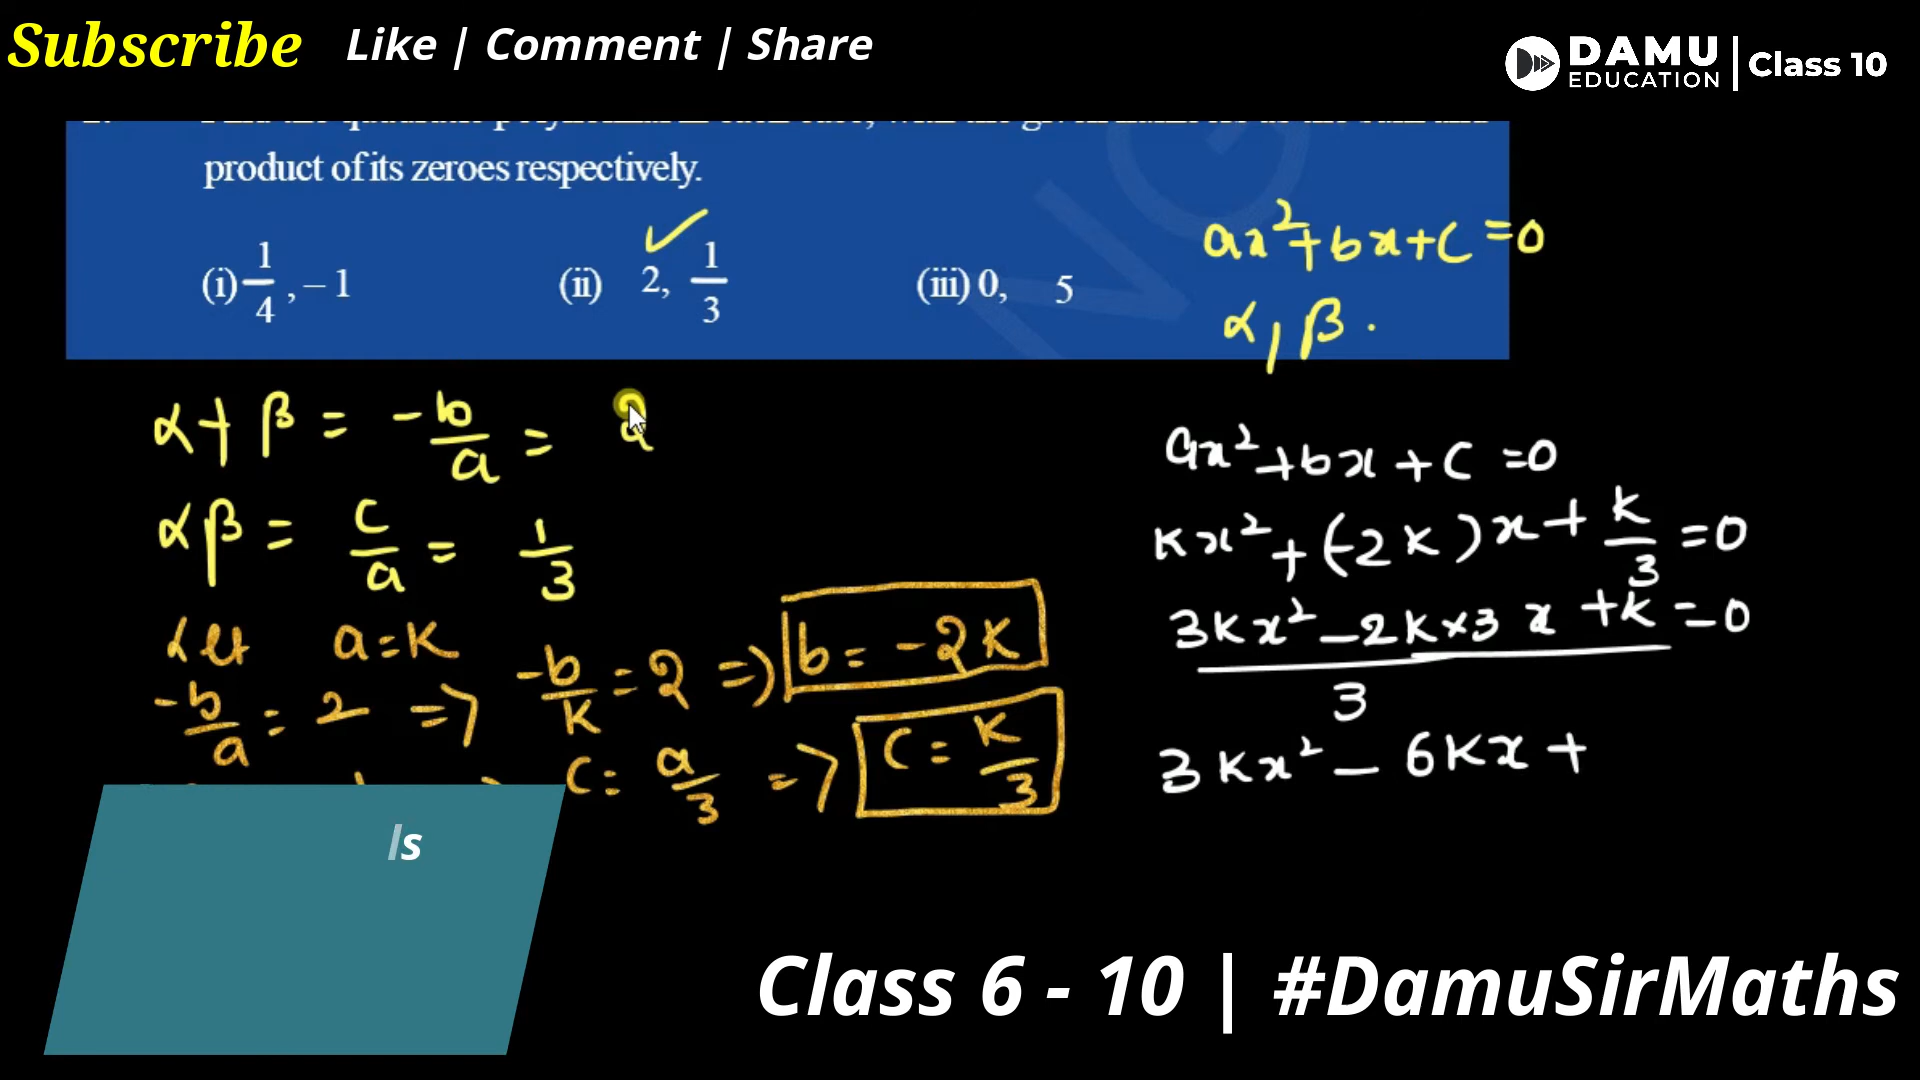 Subscribe Like | Comment | Share
DAMU EDUCATION | Class 10
product of its zeroes respectively.
(i) 1/4 , – 1 (ii) 2, 1/3 (iii) 0, 5
ax²+bx+c =0
α, β .
α+β = -b/a = 2
αβ = c/a = 1/3
Let a=K
-b/a = 2 => -b/K = 2 => b = -2K
c = a/3 => c = K/3
ax²+bx+c =0
Kx²+(-2K)x+K/3 =0
3Kx²-2K×3x+K/3 =0
3Kx²-6Kx+
ls
Class 6 - 10 | #DamuSirMaths